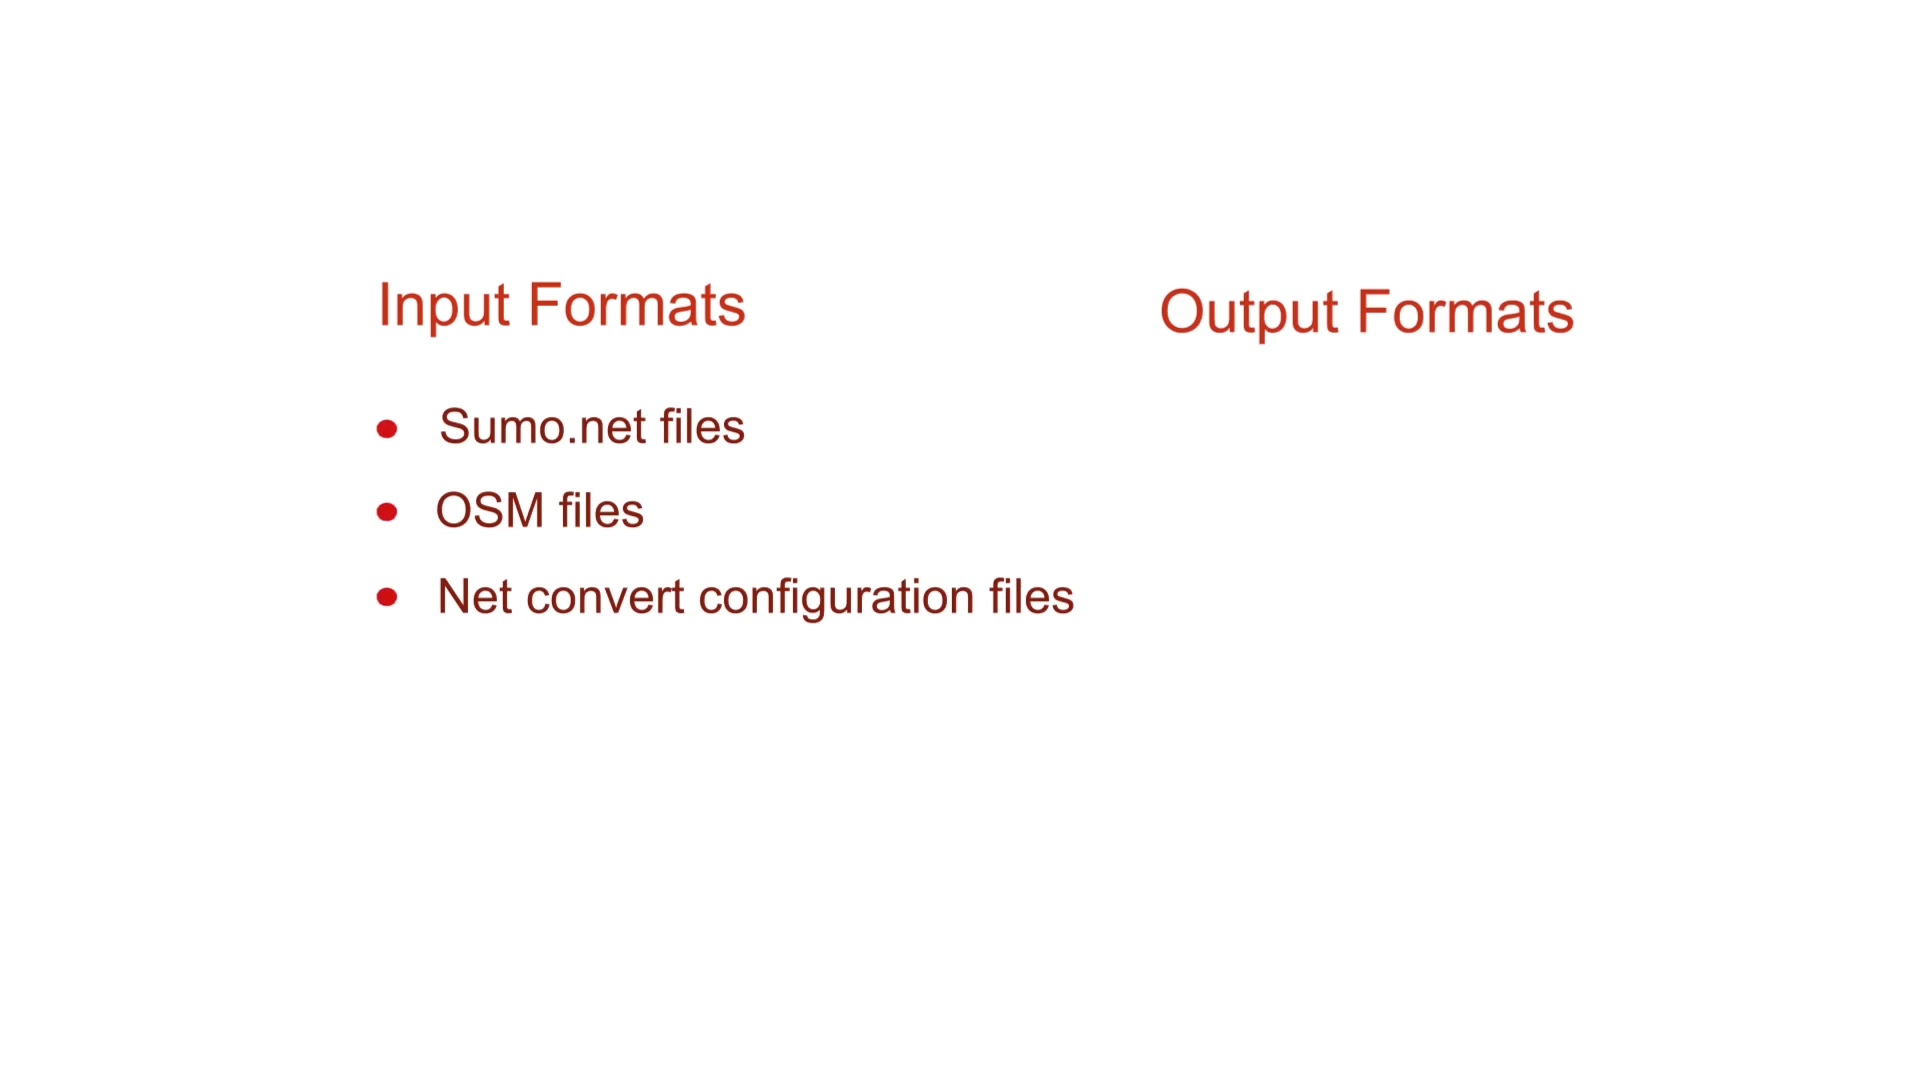 Input Formats
Output Formats
Sumo.net files
OSM files
Net convert configuration files